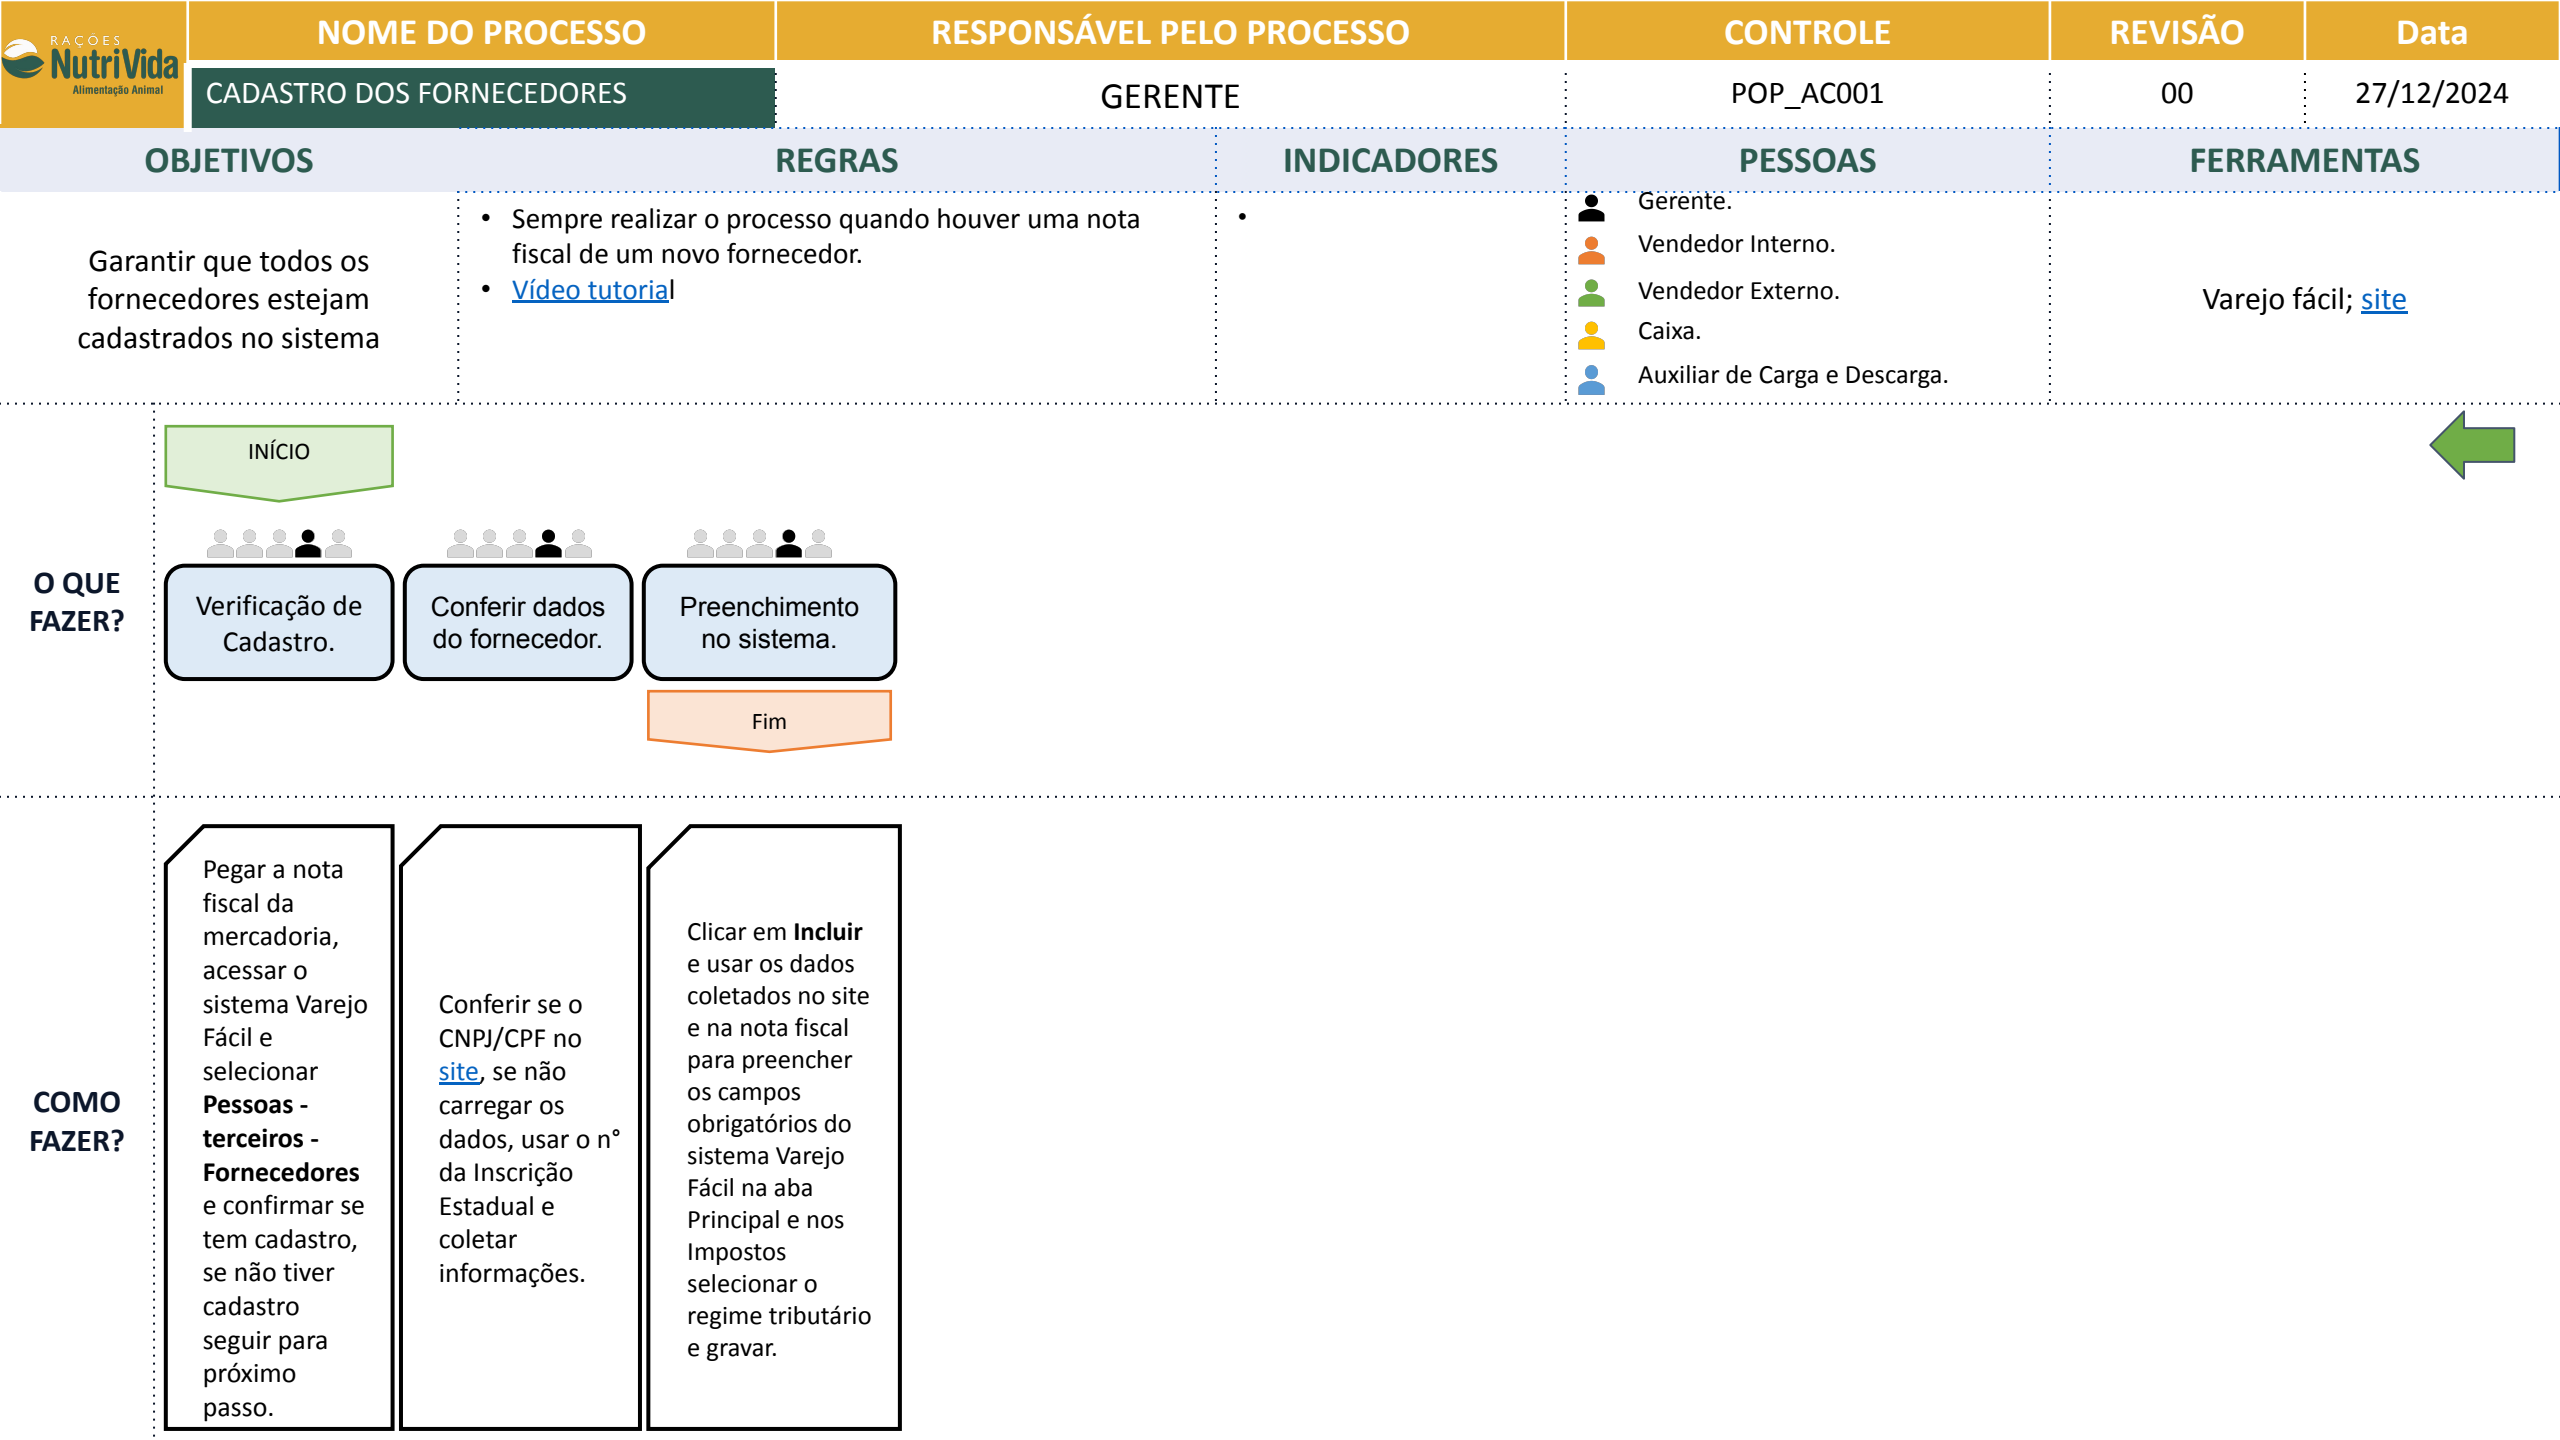 RAÇÕES
NutriVida
Alimentação Animal
NOME DO PROCESSO
RESPONSÁVEL PELO PROCESSO
CONTROLE
REVISÃO
Data
CADASTRO DOS FORNECEDORES
GERENTE
POP_AC001
00
27/12/2024
OBJETIVOS
REGRAS
INDICADORES
PESSOAS
FERRAMENTAS
Garantir que todos os
fornecedores estejam
cadastrados no sistema
• Sempre realizar o processo quando houver uma nota
fiscal de um novo fornecedor.
• Vídeo tutorial
•
Gerente.
Vendedor Interno.
Vendedor Externo.
Caixa.
Auxiliar de Carga e Descarga.
Varejo fácil; site
O QUE
FAZER?
INÍCIO
Verificação de
Cadastro.
Conferir dados
do fornecedor.
Preenchimento
no sistema.
Fim
COMO
FAZER?
Pegar a nota
fiscal da
mercadoria,
acessar o
sistema Varejo
Fácil e
selecionar
Pessoas -
terceiros -
Fornecedores
e confirmar se
tem cadastro,
se não tiver
cadastro
seguir para
próximo
passo.
Conferir se o
CNPJ/CPF no
site, se não
carregar os
dados, usar o n°
da Inscrição
Estadual e
coletar
informações.
Clicar em Incluir
e usar os dados
coletados no site
e na nota fiscal
para preencher
os campos
obrigatórios do
sistema Varejo
Fácil na aba
Principal e nos
Impostos
selecionar o
regime tributário
e gravar.